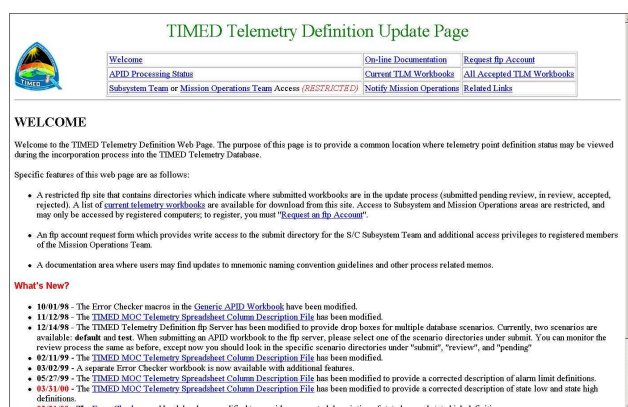 TIMED Telemetry Definition Update Page
TIMED
Welcome On-line Documentation Request ftp Account
APID Processing Status Current TLM Workbooks All Accepted TLM Workbooks
Subsystem Team or Mission Operations Team Access (RESTRICTED) Notify Mission Operations Related Links
WELCOME
Welcome to the TIMED Telemetry Definition Web Page. The purpose of this page is to provide a common location where telemetry point definition status may be viewed
during the incorporation process into the TIMED Telemetry Database.
Specific features of this web page are as follows:
• A restricted ftp site that contains directories which indicate where submitted workbooks are in the update process (submitted pending review, in review, accepted,
rejected). A list of current telemetry workbooks are available for download from this site. Access to Subsystem and Mission Operations areas are restricted, and
may only be accessed by registered computers; to register, you must "Request an ftp Account".
• An ftp account request form which provides write access to the submit directory for the S/C Subsystem Team and additional access privileges to registered members
of the Mission Operations Team.
• A documentation area where users may find updates to mnemonic naming convention guidelines and other process related memos.
What's New?
• 10/01/98 - The Error Checker macros in the Generic APID Workbook have been modified.
• 11/12/98 - The TIMED MOC Telemetry Spreadsheet Column Description File has been modified.
• 12/14/98 - The TIMED Telemetry Definition ftp Server has been modified to provide drop boxes for multiple database scenarios. Currently, two scenarios are
available: default and test. When submitting an APID workbook to the ftp server, please select one of the scenario directories under submit. You can monitor the
review process the same as before, except now you should look in the specific scenario directories under "submit", "review", and "pending"
• 02/11/99 - The TIMED MOC Telemetry Spreadsheet Column Description File has been modified.
• 03/02/99 - A separate Error Checker workbook is now available with additional features.
• 05/27/99 - The TIMED MOC Telemetry Spreadsheet Column Description File has been modified to provide a corrected description of alarm limit definitions.
• 03/31/00 - The TIMED MOC Telemetry Spreadsheet Column Description File has been modified to provide a corrected description of state low and state high
definitions.